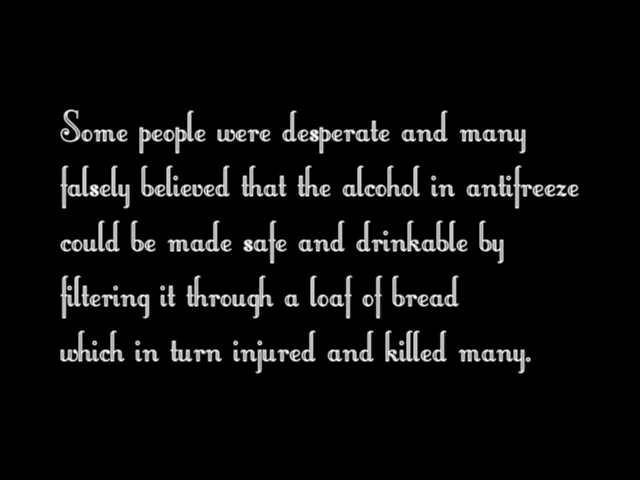 Some people were desperate and many
falsely believed that the alcohol in antifreeze
could be made safe and drinkable by
filtering it through a loaf of bread
which in turn injured and killed many.